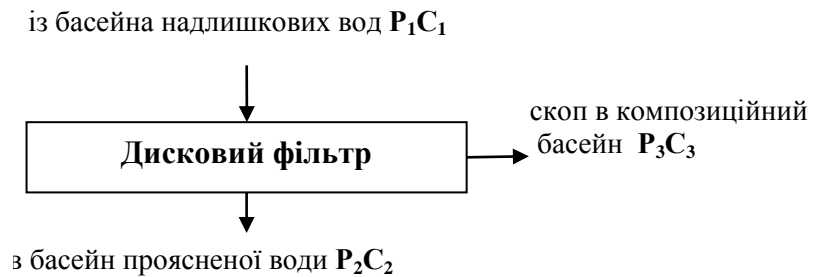 із басейна надлишкових вод P₁C₁
скоп в композиційний
басейн P₃C₃
Дисковий фільтр
в басейн проясненої води P₂C₂